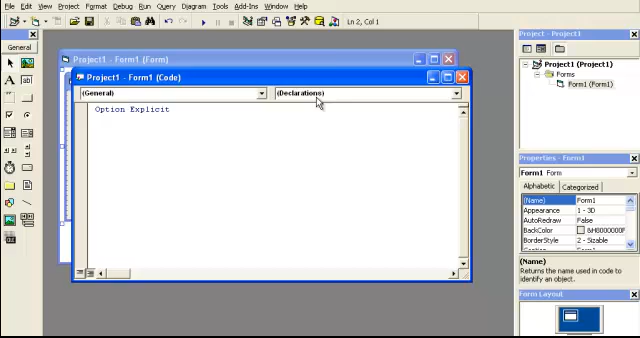 File Edit View Project Format Debug Run Query Diagram Tools Add-Ins Window Help
Ln 2, Col 1
General
Project1 - Form1 (Form)
Project1 - Form1 (Code)
(General)
(Declarations)
Option Explicit
Project - Project1
Project1 (Project1)
Forms
Form1 (Form1)
Properties - Form1
Form1 Form
Alphabetic Categorized
(Name) Form1
Appearance 1 - 3D
AutoRedraw False
BackColor &H8000000F
BorderStyle 2 - Sizable
(Name)
Returns the name used in code to
identify an object.
Form Layout